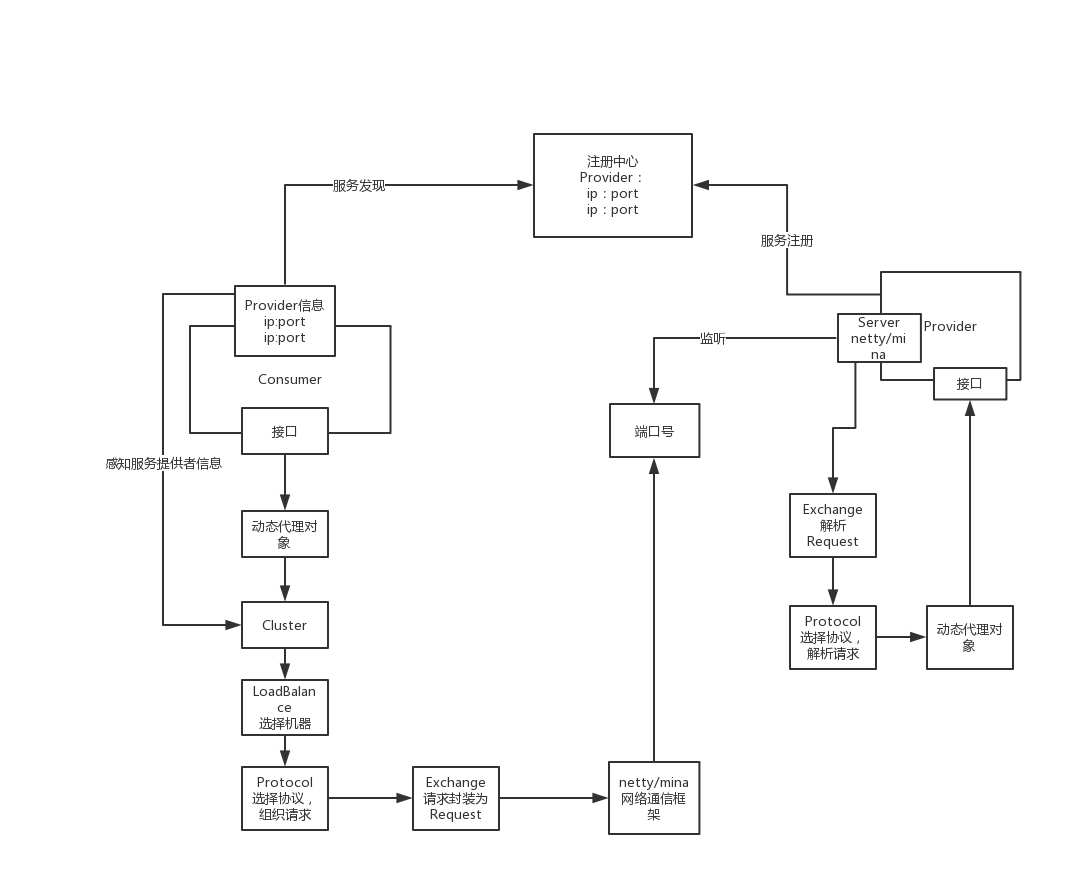 注册中心
Provider：
ip：port
ip：port
服务发现
服务注册
Provider信息
ip:port
ip:port
Consumer
接口
感知服务提供者信息
动态代理对
象
Cluster
LoadBalan
ce
选择机器
Protocol
选择协议，
组织请求
Exchange
请求封装为
Request
netty/mina
网络通信框
架
端口号
监听
Server
netty/mi
na
Provider
接口
Exchange
解析
Request
Protocol
选择协议，
解析请求
动态代理对
象